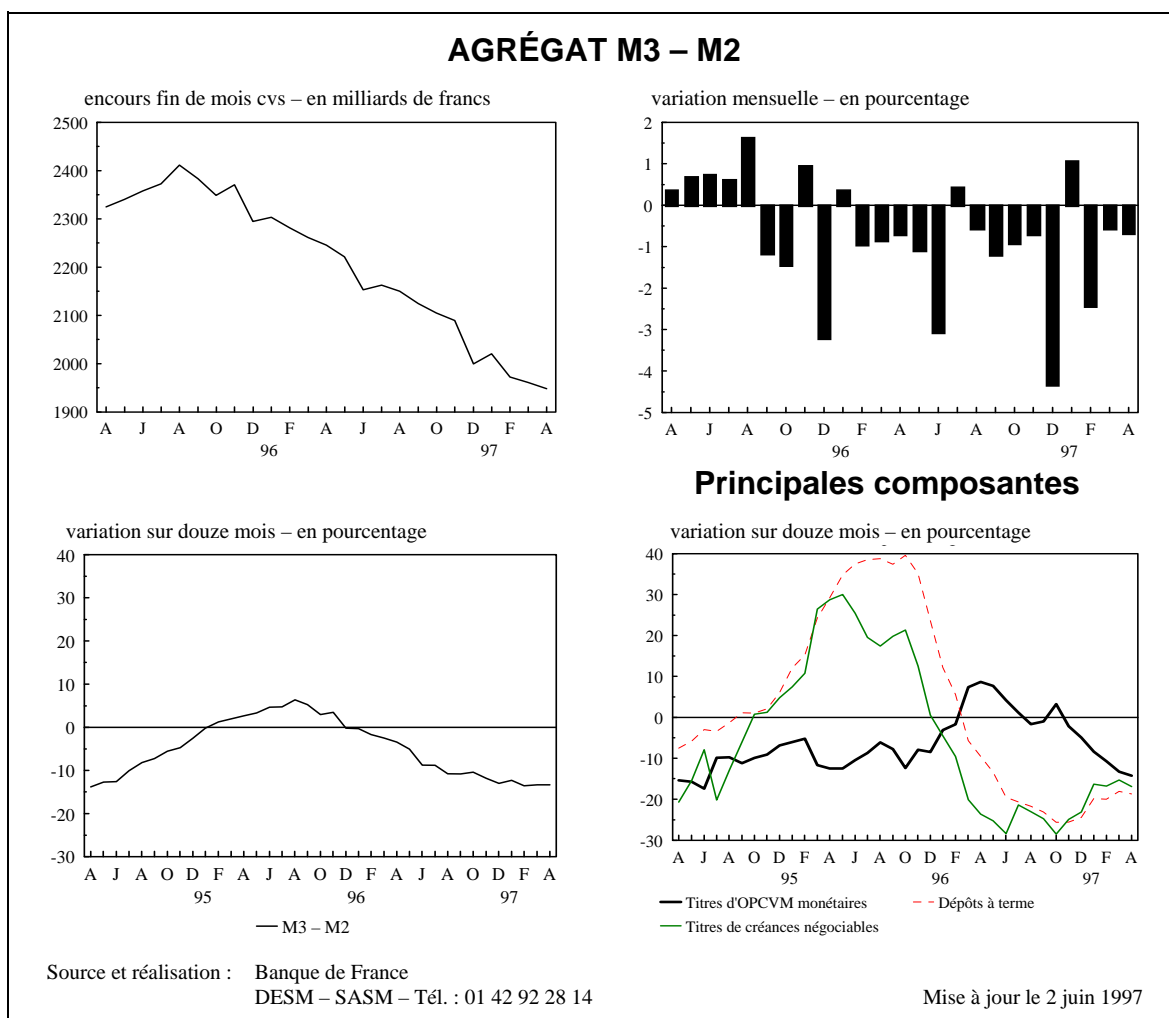 AGRÉGAT M3 – M2
encours fin de mois cvs – en milliards de francs
2500
2400
2300
2200
2100
2000
1900
A J A O D F A J A O D F A
96 97
variation mensuelle – en pourcentage
2
1
0
-1
-2
-3
-4
-5
A J A O D F A J A O D F A
96 97
Principales composantes
variation sur douze mois – en pourcentage
40
30
20
10
0
-10
-20
-30
A J A O D F A J A O D F A J A O D F A
95 96 97
M3 – M2
variation sur douze mois – en pourcentage
40
30
20
10
0
-10
-20
-30
A J A O D F A J A O D F A J A O D F A
95 96 97
Titres d'OPCVM monétaires Dépôts à terme
Titres de créances négociables
Source et réalisation : Banque de France
DESM – SASM – Tél. : 01 42 92 28 14 Mise à jour le 2 juin 1997